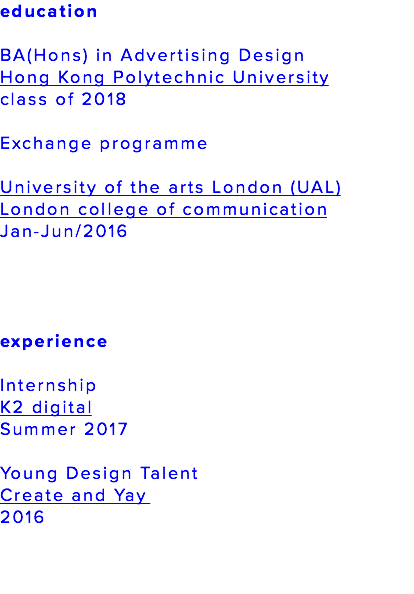 education
BA(Hons) in Advertising Design
Hong Kong Polytechnic University
class of 2018
Exchange programme
University of the arts London (UAL)
London college of communication
Jan-Jun/2016
experience
Internship
K2 digital
Summer 2017
Young Design Talent
Create and Yay
2016